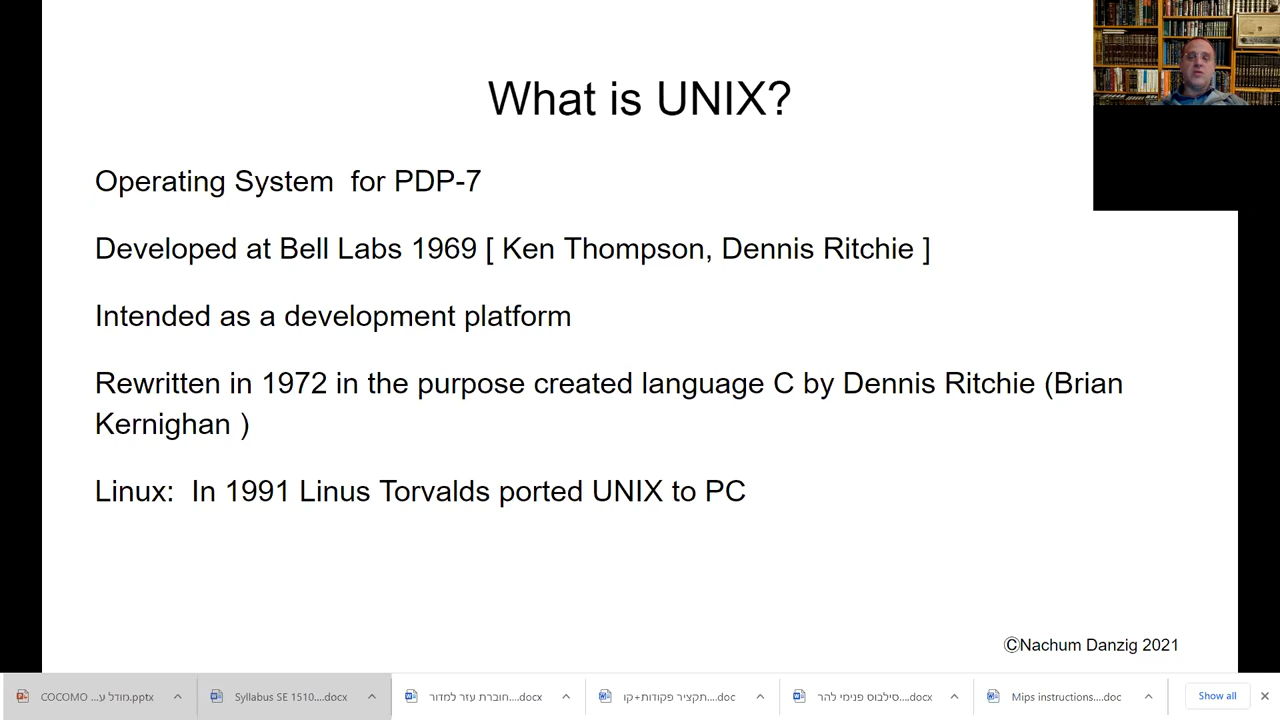 What is UNIX?
Operating System  for PDP-7
Developed at Bell Labs 1969 [ Ken Thompson, Dennis Ritchie ]
Intended as a development platform
Rewritten in 1972 in the purpose created language C by Dennis Ritchie (Brian
Kernighan )
Linux:  In 1991 Linus Torvalds ported UNIX to PC
ⒸNachum Danzig 2021
COCOMO מודל ע....pptx
Syllabus SE 1510....docx
חוברת עזר למדור....docx
תקציר פקודות+קו....doc
סילבוס פנימי להר....docx
Mips instructions....doc
Show all